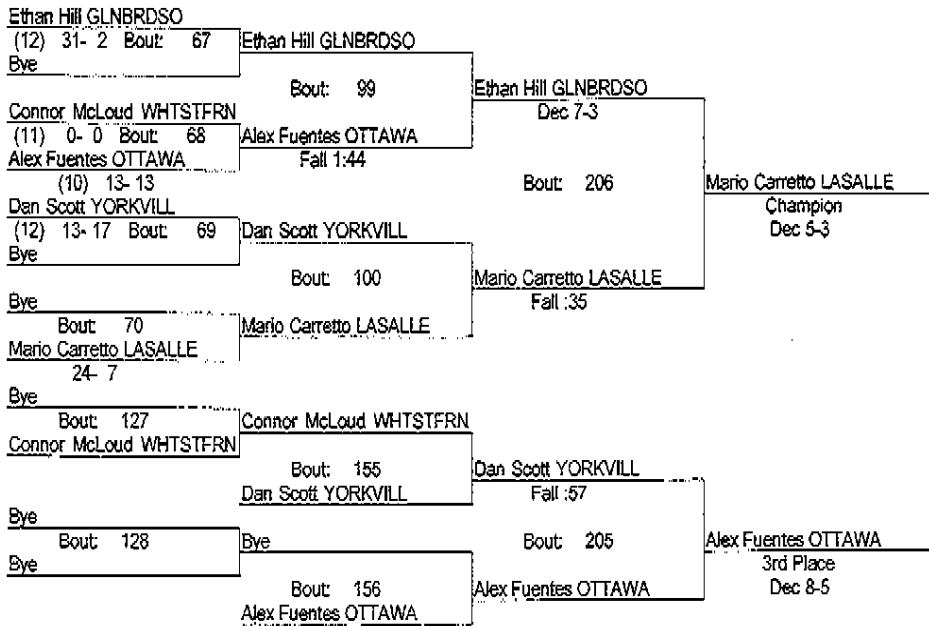 Ethan Hill GLNBRDSO
(12) 31- 2 Bout: 67
Bye
Ethan Hill GLNBRDSO
Bout: 99
Connor McLoud WHTSTFRN
(11) 0- 0 Bout: 68
Alex Fuentes OTTAWA
(10) 13- 13
Alex Fuentes OTTAWA
Fall 1:44
Ethan Hill GLNBRDSO
Dec 7-3
Bout: 206
Dan Scott YORKVILL
(12) 13- 17 Bout: 69
Bye
Dan Scott YORKVILL
Bout: 100
Bye
Bout: 70
Mario Carretto LASALLE
24- 7
Mario Carretto LASALLE
Mario Carretto LASALLE
Fall :35
Mario Carretto LASALLE
Champion
Dec 5-3
Bye
Bout: 127
Connor McLoud WHTSTFRN
Connor McLoud WHTSTFRN
Bout: 155
Dan Scott YORKVILL
Dan Scott YORKVILL
Fall :57
Bout: 205
Bye
Bout: 128
Bye
Bye
Bout: 156
Alex Fuentes OTTAWA
Alex Fuentes OTTAWA
Alex Fuentes OTTAWA
3rd Place
Dec 8-5